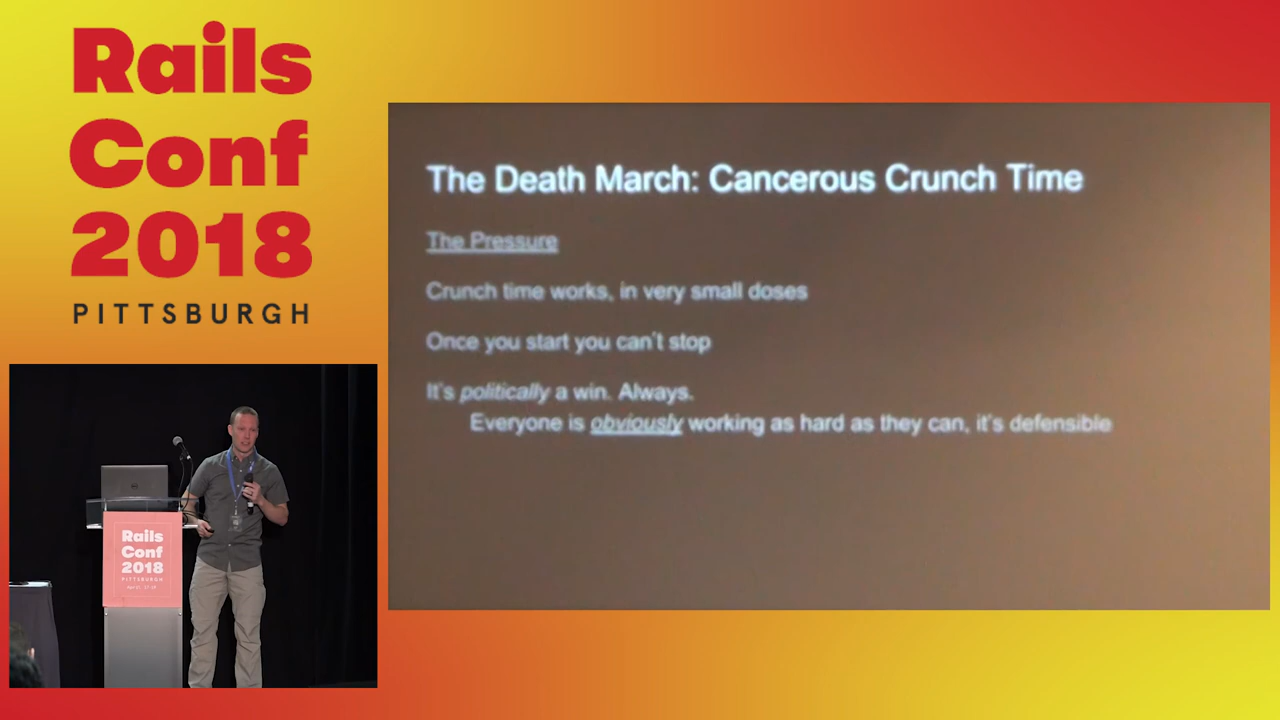 Rails
Conf
2018
PITTSBURGH
The Death March: Cancerous Crunch Time
The Pressure
Crunch time works, in very small doses
Once you start you can't stop
It's politically a win. Always.
Everyone is obviously working as hard as they can, it's defensible
Rails
Conf
2018
PITTSBURGH